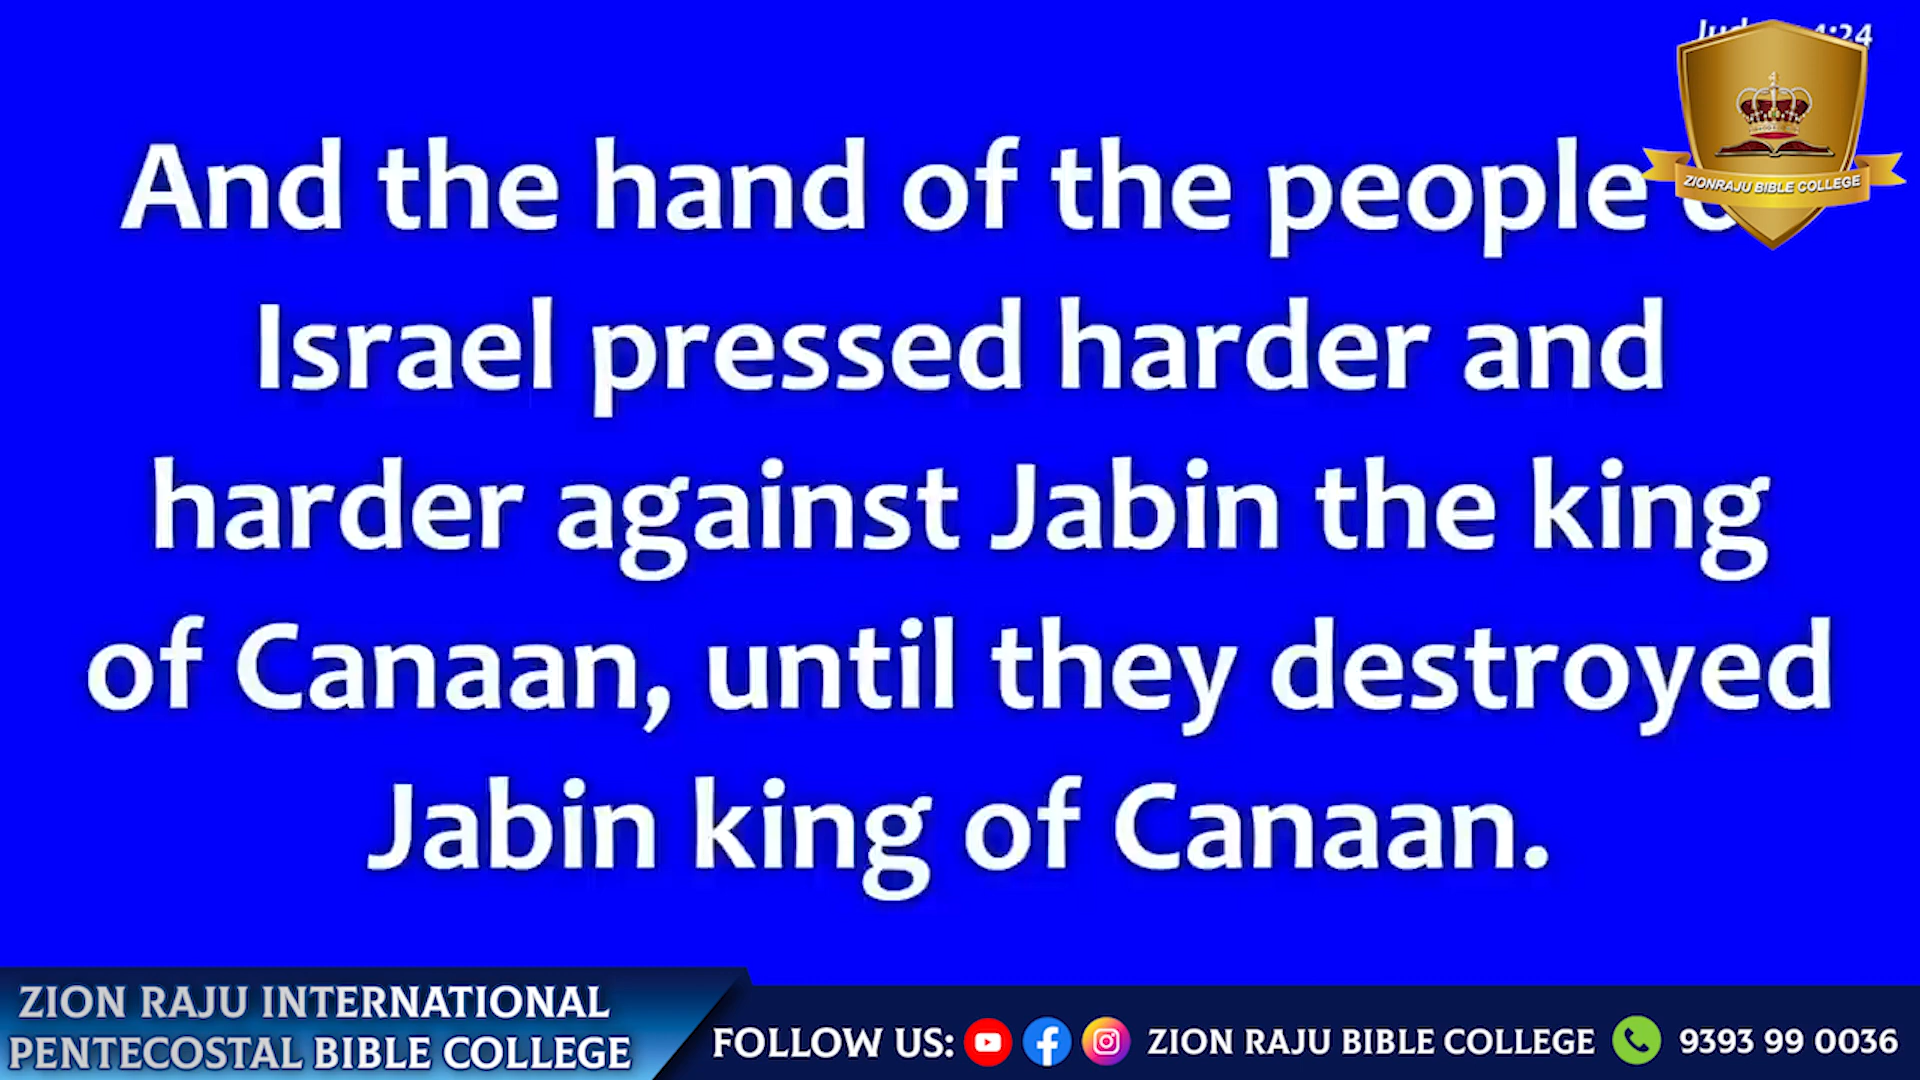 4:24
And the hand of the people
Israel pressed harder and
harder against Jabin the king
of Canaan, until they destroyed
Jabin king of Canaan.
ZIONRAJU BIBLE COLLEGE
ZION RAJU INTERNATIONAL
PENTECOSTAL BIBLE COLLEGE
FOLLOW US: ZION RAJU BIBLE COLLEGE 9393 99 0036